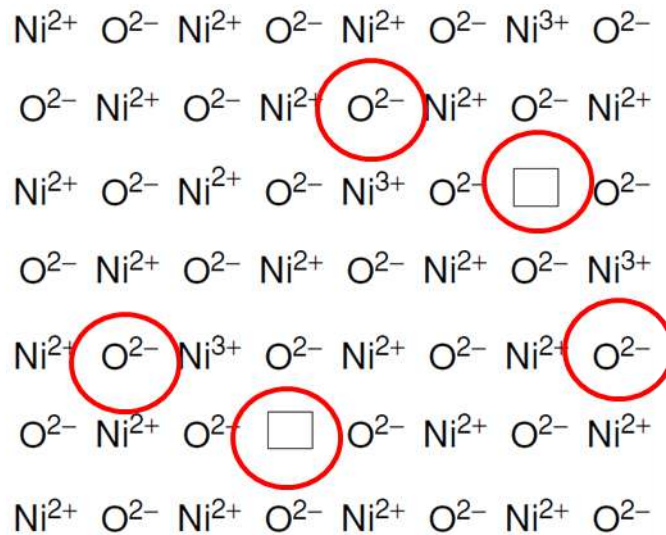 Ni²⁺ O²⁻ Ni²⁺ O²⁻ Ni²⁺ O²⁻ Ni³⁺ O²⁻
O²⁻ Ni²⁺ O²⁻ Ni²⁺ O²⁻ Ni²⁺ O²⁻ Ni²⁺
Ni²⁺ O²⁻ Ni²⁺ O²⁻ Ni³⁺ O²⁻ O²⁻
O²⁻ Ni²⁺ O²⁻ Ni²⁺ O²⁻ Ni²⁺ O²⁻ Ni³⁺
Ni²⁺ O²⁻ Ni³⁺ O²⁻ Ni²⁺ O²⁻ Ni²⁺ O²⁻
O²⁻ Ni²⁺ O²⁻ O²⁻ Ni²⁺ O²⁻ Ni²⁺
Ni²⁺ O²⁻ Ni²⁺ O²⁻ Ni²⁺ O²⁻ Ni²⁺ O²⁻